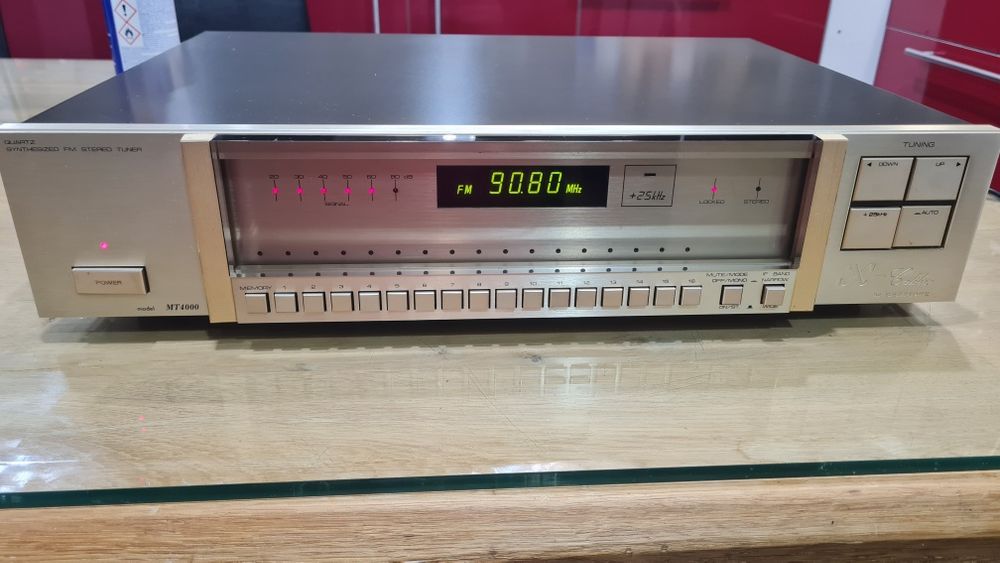 QUARTZ
SYNTHESIZED FM STEREO TUNER
POWER
model MT4000
20 30 40 50 60 80 dB
SIGNAL
FM 90.80 MHz
+25kHz
LOCKED
STEREO
MEMORY 1 2 3 4 5 6 7 8 9 10 11 12 13 14 15 16
MUTE/MODE
OFF/MONO
ON/ST
IF BAND
NARROW
WIDE
TUNING
DOWN
UP
+25kHz
AUTO